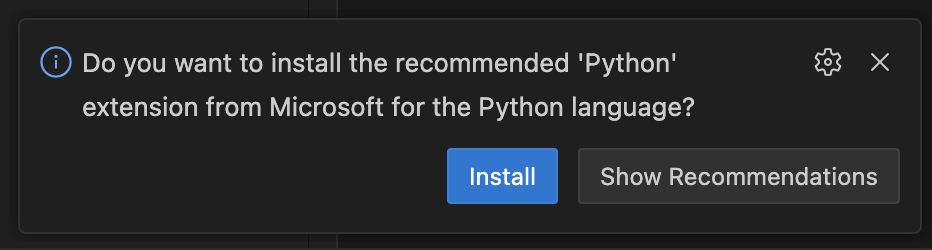 Do you want to install the recommended 'Python'
extension from Microsoft for the Python language?
Install
Show Recommendations